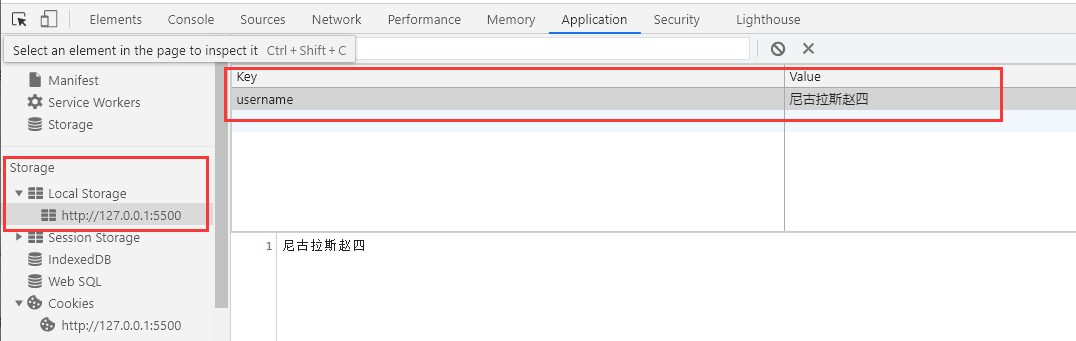 Elements Console Sources Network Performance Memory Application Security Lighthouse
Select an element in the page to inspect it Ctrl + Shift + C
Manifest
Service Workers
Storage
Storage
Local Storage
http://127.0.0.1:5500
Session Storage
IndexedDB
Web SQL
Cookies
http://127.0.0.1:5500
Key Value
username 尼古拉斯赵四
1 尼古拉斯赵四